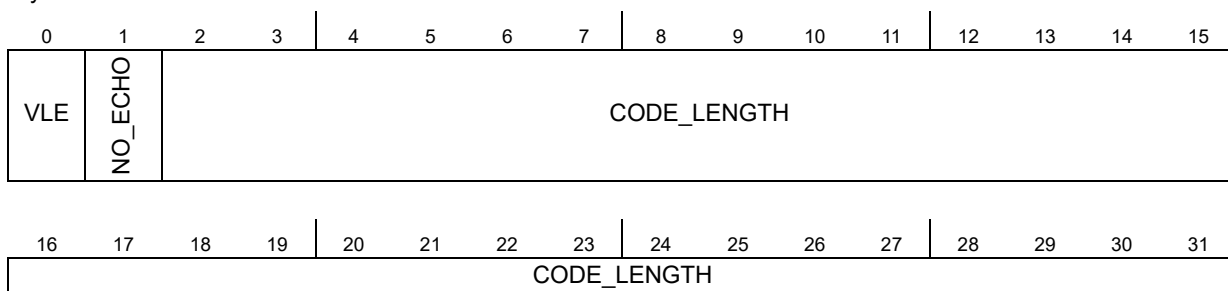 0 1 2 3 4 5 6 7 8 9 10 11 12 13 14 15
VLE NO_ECHO CODE_LENGTH
16 17 18 19 20 21 22 23 24 25 26 27 28 29 30 31
CODE_LENGTH